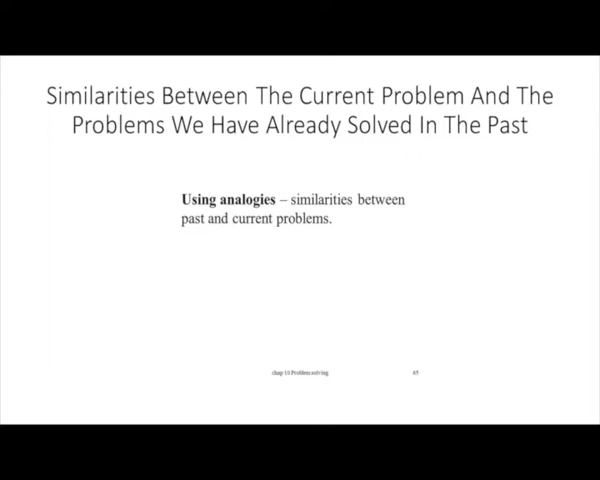 Similarities Between The Current Problem And The
Problems We Have Already Solved In The Past
Using analogies – similarities between
past and current problems.
chap 10 Problem solving
65